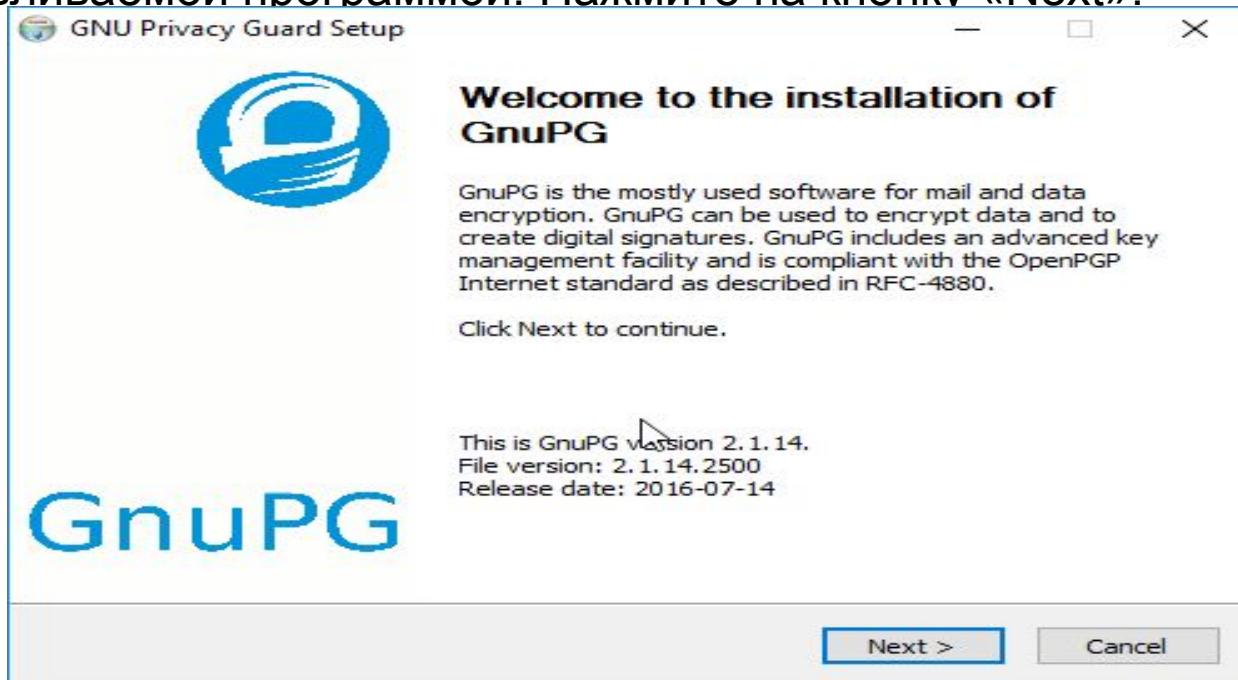 программой. Нажмите на кнопку «Next».
GNU Privacy Guard Setup
Welcome to the installation of
GnuPG
GnuPG is the mostly used software for mail and data
encryption. GnuPG can be used to encrypt data and to
create digital signatures. GnuPG includes an advanced key
management facility and is compliant with the OpenPGP
Internet standard as described in RFC-4880.
Click Next to continue.
This is GnuPG version 2.1.14.
File version: 2.1.14.2500
Release date: 2016-07-14
GnuPG
Next >
Cancel